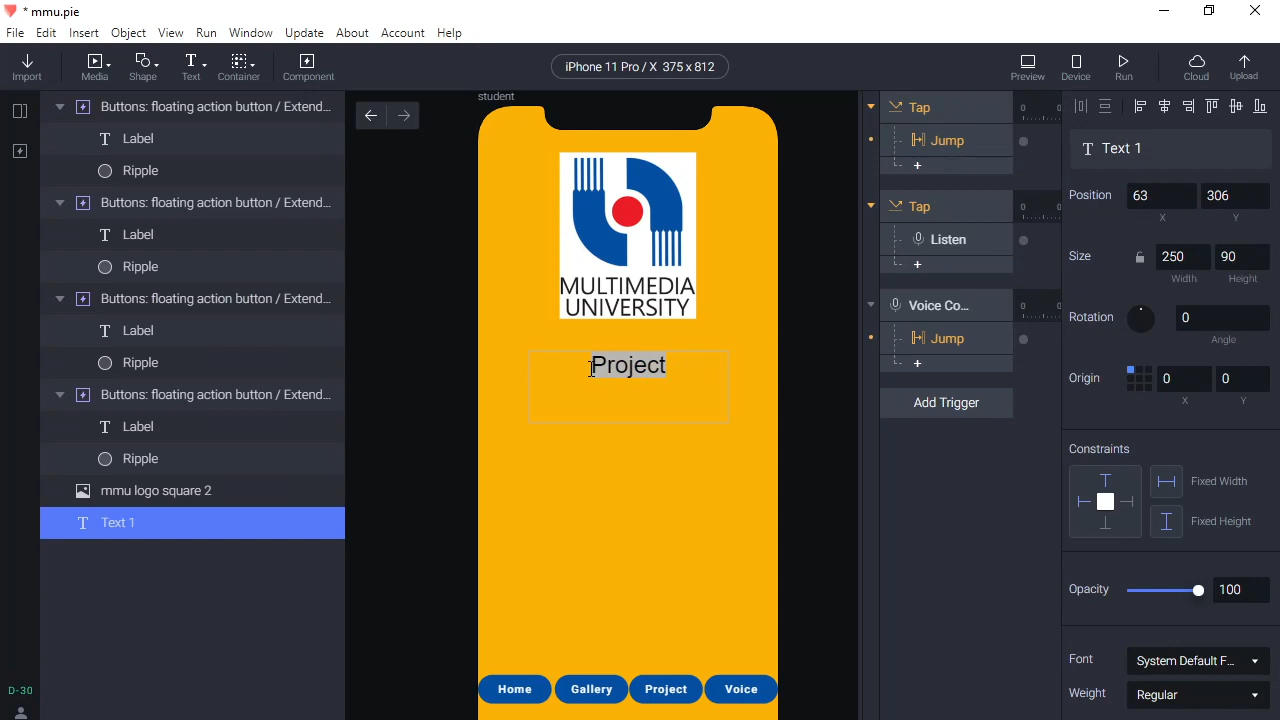 * mmu.pie
File Edit Insert Object View Run Window Update About Account Help
Import Media Shape Text Container Component
iPhone 11 Pro / X 375 x 812
Preview Device Run Cloud Upload
Buttons: floating action button / Extend...
Label
Ripple
Buttons: floating action button / Extend...
Label
Ripple
Buttons: floating action button / Extend...
Label
Ripple
Buttons: floating action button / Extend...
Label
Ripple
mmu logo square 2
Text 1
D-30
student
MULTIMEDIA
UNIVERSITY
Project
Home Gallery Project Voice
Tap 0
Jump
+
Tap 0
Listen
+
Voice Co... 0
Jump
+
Add Trigger
Text 1
Position 63 306
X Y
Size 250 90
Width Height
Rotation 0
Angle
Origin 0 0
X Y
Constraints
Fixed Width
Fixed Height
Opacity 100
Font System Default F...
Weight Regular